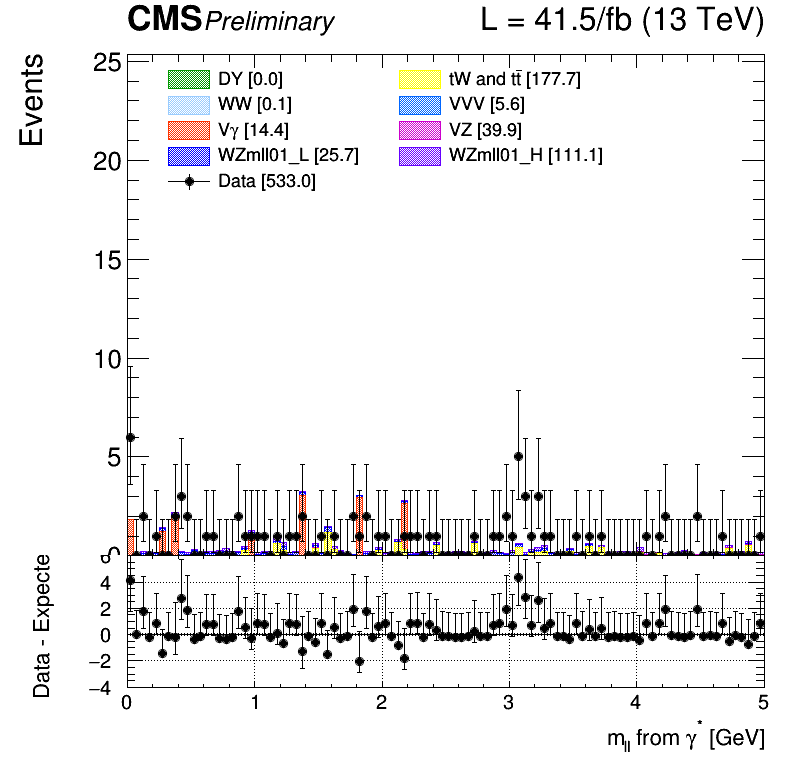 CMS Preliminary L = 41.5/fb (13 TeV)
Events
25
20
15
10
5
0
DY [0.0]
tW and tt̄ [177.7]
WW [0.1]
VVV [5.6]
Vγ [14.4]
VZ [39.9]
WZmll01_L [25.7]
WZmll01_H [111.1]
Data [533.0]
Data - Expecte
4
2
0
−2
−4
0 1 2 3 4 5
m_ll from γ* [GeV]